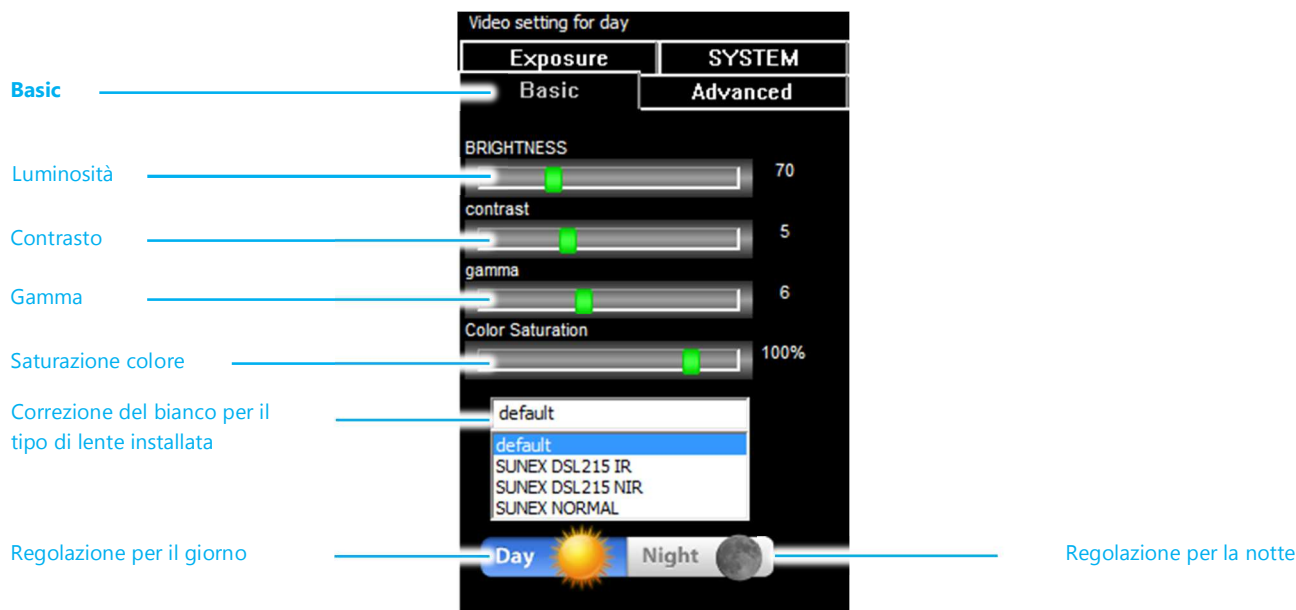 Video setting for day
Exposure SYSTEM
Basic Basic Advanced
BRIGHTNESS
Luminosità 70
contrast
Contrasto 5
gamma
Gamma 6
Color Saturation
Saturazione colore 100%
Correzione del bianco per il
tipo di lente installata
default
default
SUNEX DSL215 IR
SUNEX DSL215 NIR
SUNEX NORMAL
Regolazione per il giorno Day Night Regolazione per la notte